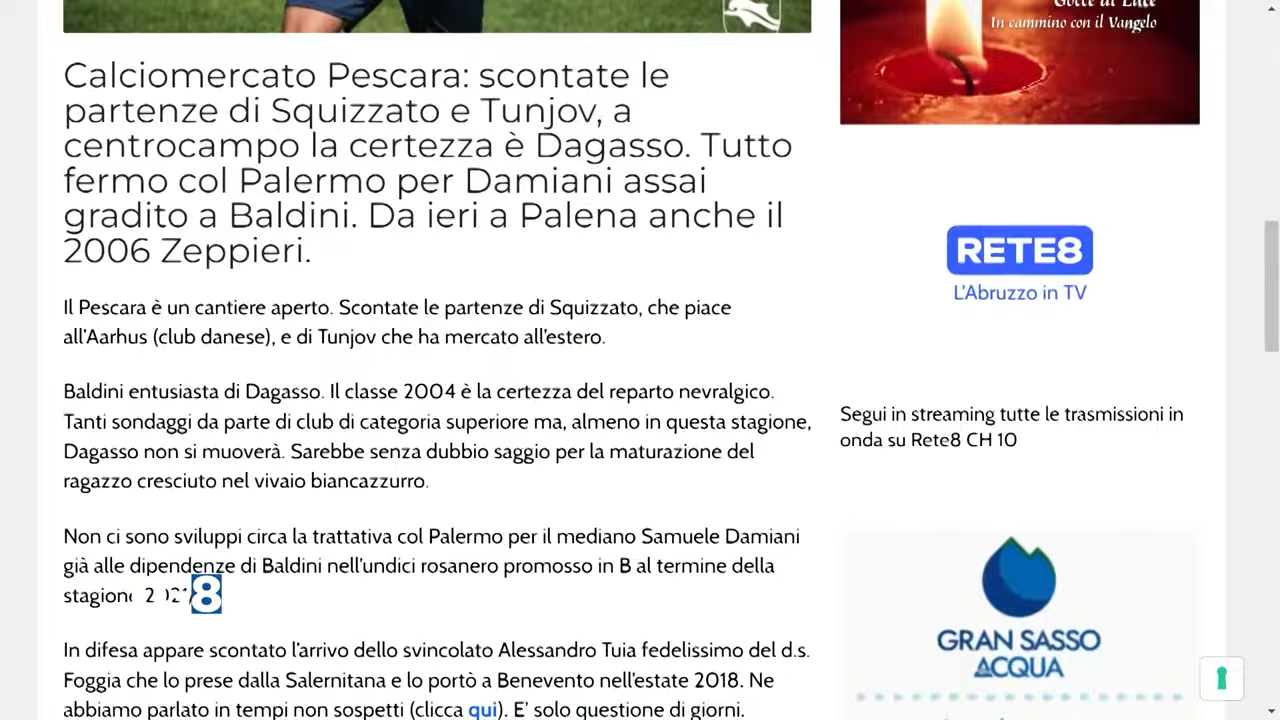 Gocce di Luce
In cammino con il Vangelo
Calciomercato Pescara: scontate le
partenze di Squizzato e Tunjov, a
centrocampo la certezza è Dagasso. Tutto
fermo col Palermo per Damiani assai
gradito a Baldini. Da ieri a Palena anche il
2006 Zeppieri.
Il Pescara è un cantiere aperto. Scontate le partenze di Squizzato, che piace
all'Aarhus (club danese), e di Tunjov che ha mercato all'estero.
Baldini entusiasta di Dagasso. Il classe 2004 è la certezza del reparto nevralgico.
Tanti sondaggi da parte di club di categoria superiore ma, almeno in questa stagione,
Dagasso non si muoverà. Sarebbe senza dubbio saggio per la maturazione del
ragazzo cresciuto nel vivaio biancazzurro.
Non ci sono sviluppi circa la trattativa col Palermo per il mediano Samuele Damiani
già alle dipendenze di Baldini nell'undici rosanero promosso in B al termine della
8
In difesa appare scontato l'arrivo dello svincolato Alessandro Tuia fedelissimo del d.s.
Foggia che lo prese dalla Salernitana e lo portò a Benevento nell'estate 2018. Ne
abbiamo parlato in tempi non sospetti (clicca qui). E' solo questione di giorni.
RETE8
L'Abruzzo in TV
Segui in streaming tutte le trasmissioni in
onda su Rete8 CH 10
GRAN SASSO
ACQUA